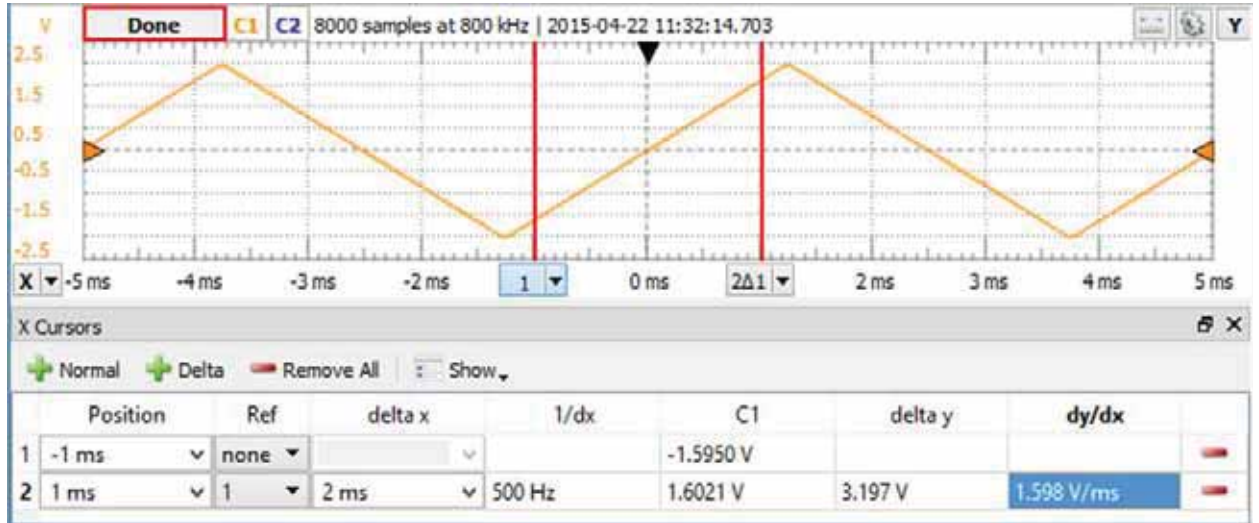 V Done C1 C2 8000 samples at 800 kHz | 2015-04-22 11:32:14.703 Y
2.5
1.5
0.5
-0.5
-1.5
-2.5
X -5 ms -4 ms -3 ms -2 ms 1 0 ms 2Δ1 2 ms 3 ms 4 ms 5 ms
X Cursors
Normal Delta Remove All Show
Position Ref delta x 1/dx C1 delta y dy/dx
1 -1 ms none -1.5950 V
2 1 ms 1 2 ms 500 Hz 1.6021 V 3.197 V 1.598 V/ms